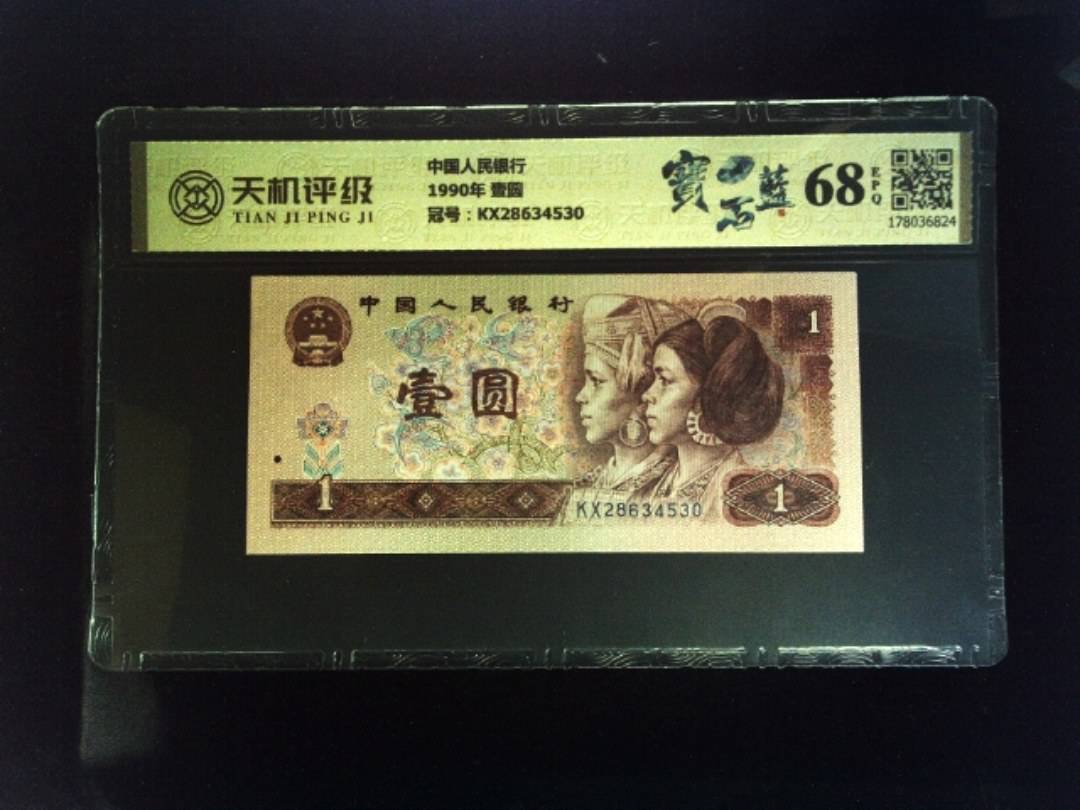 天机评级
TIAN JI PING JI
中国人民银行
1990年 壹圆
冠号：KX28634530
寶石藍
68
EPQ
178036824
中国人民银行
1
壹圆
1
KX28634530
1